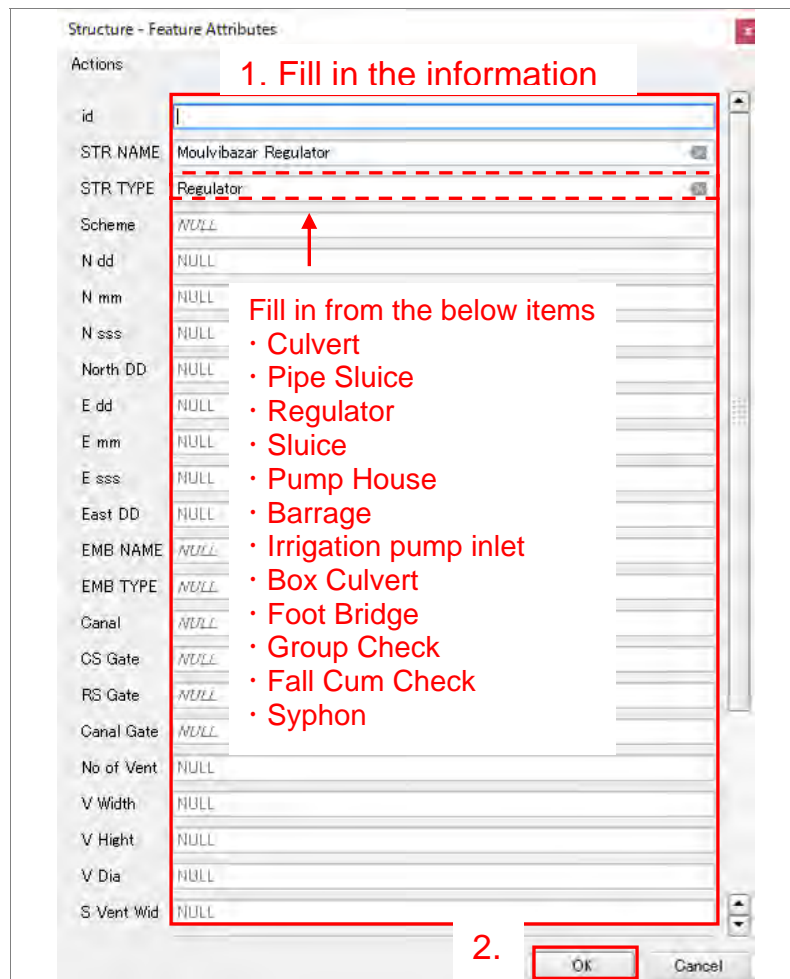 Structure - Feature Attributes
Actions
1. Fill in the information
id
STR NAME Moulvibazar Regulator
STR TYPE Regulator
Scheme NULL
N dd NULL
N mm NULL
N sss NULL
North DD NULL
E dd NULL
E mm NULL
E sss NULL
East DD NULL
EMB NAME NULL
EMB TYPE NULL
Canal NULL
CS Gate NULL
RS Gate NULL
Canal Gate NULL
No of Vent NULL
V Width NULL
V Hight NULL
V Dia NULL
S Vent Wid NULL
Fill in from the below items
・Culvert
・Pipe Sluice
・Regulator
・Sluice
・Pump House
・Barrage
・Irrigation pump inlet
・Box Culvert
・Foot Bridge
・Group Check
・Fall Cum Check
・Syphon
2.
OK Cancel